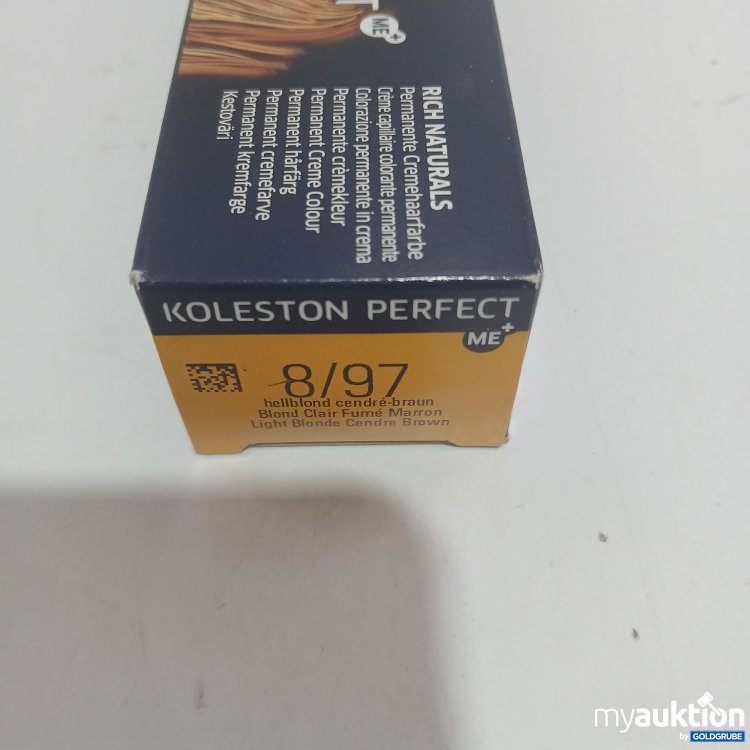 ME+
RICH NATURALS
Permanente Cremehaarfarbe
Crème capillaire colorante permanente
Colorazione permanente in crema
Permanente crèmekleur
Permanent Creme Colour
Permanent hårfärg
Permanent cremefarve
Permanent kremfarge
Kestoväri
KOLESTON PERFECT
ME+
8/97
hellblond cendré-braun
Blond Clair Fumé Marron
Light Blonde Cendre Brown
myauktion
by GOLDGRUBE